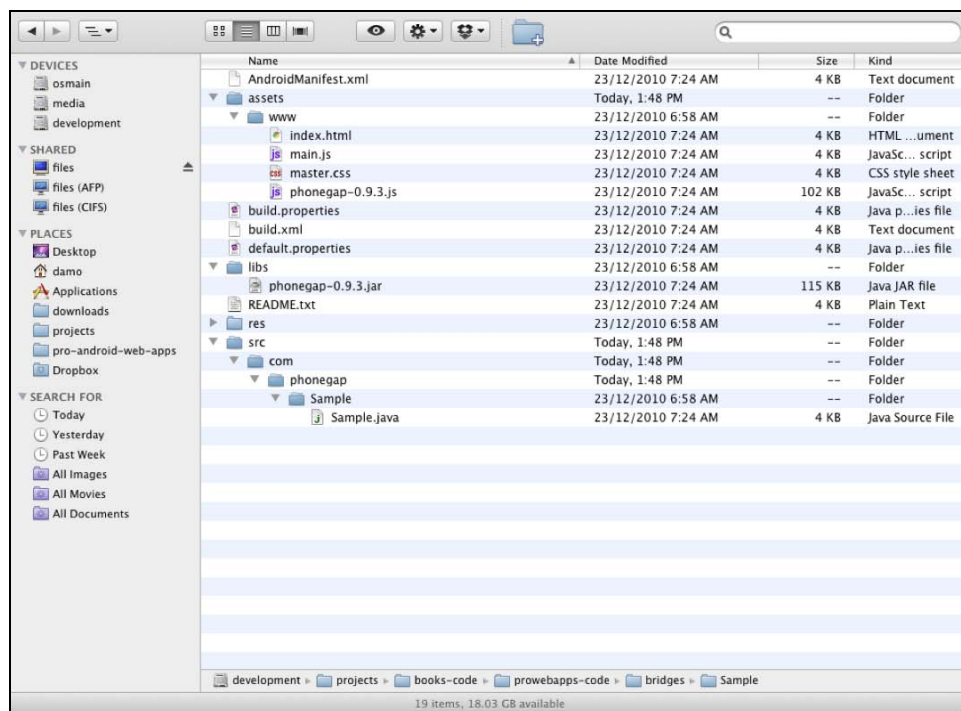 DEVICES
osmain
media
development
SHARED
files
files (AFP)
files (CIFS)
PLACES
Desktop
damo
Applications
downloads
projects
pro-android-web-apps
Dropbox
SEARCH FOR
Today
Yesterday
Past Week
All Images
All Movies
All Documents
Name Date Modified Size Kind
AndroidManifest.xml 23/12/2010 7:24 AM 4 KB Text document
assets Today, 1:48 PM -- Folder
www 23/12/2010 6:58 AM -- Folder
index.html 23/12/2010 7:24 AM 4 KB HTML ...ument
js main.js 23/12/2010 7:24 AM 4 KB JavaSc... script
css master.css 23/12/2010 7:24 AM 4 KB CSS style sheet
js phonegap-0.9.3.js 23/12/2010 7:24 AM 102 KB JavaSc... script
build.properties 23/12/2010 7:24 AM 4 KB Java p...ies file
build.xml 23/12/2010 7:24 AM 4 KB Text document
default.properties 23/12/2010 7:24 AM 4 KB Java p...ies file
libs 23/12/2010 6:58 AM -- Folder
phonegap-0.9.3.jar 23/12/2010 7:24 AM 115 KB Java JAR file
README.txt 23/12/2010 7:24 AM 4 KB Plain Text
res 23/12/2010 6:58 AM -- Folder
src Today, 1:48 PM -- Folder
com Today, 1:48 PM -- Folder
phonegap Today, 1:48 PM -- Folder
Sample 23/12/2010 6:58 AM -- Folder
j Sample.java 23/12/2010 7:24 AM 4 KB Java Source File
development projects books-code prowebapps-code bridges Sample
19 items, 18.03 GB available